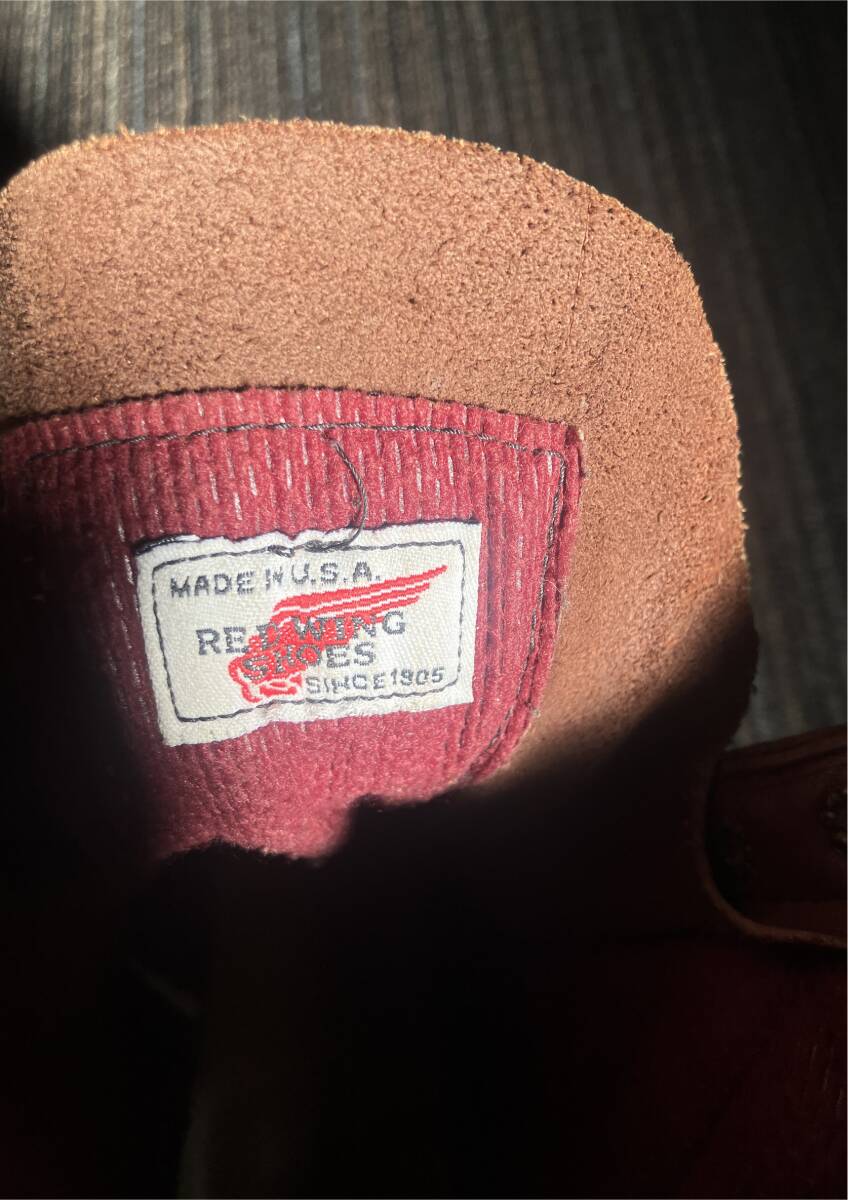 MADE IN U.S.A.
RED WING
SHOES
SINCE 1905